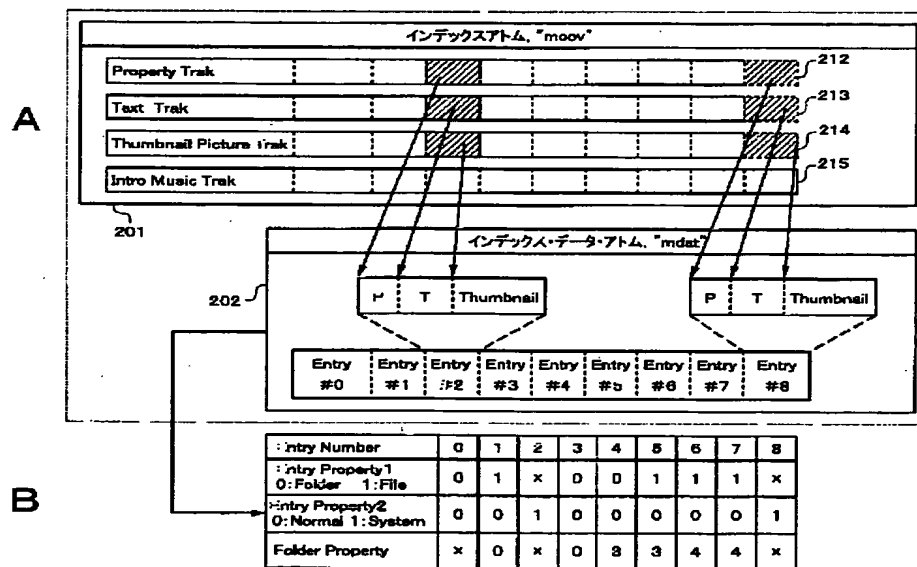 A
インデックスアトム, "moov"
Property Trak
212
Text Trak
213
Thumbnail Picture Trak
214
Intro Music Trak
215
201
インデックス・データ・アトム, "mdat"
202
P T Thumbnail
P T Thumbnail
Entry Entry Entry Entry Entry Entry Entry Entry Entry
#0 #1 #2 #3 #4 #5 #6 #7 #8
B
Entry Number 0 1 2 3 4 5 6 7 8
Entry Property1
0:Folder 1:File 0 1 × 0 0 1 1 1 ×
Entry Property2
0:Normal 1:System 0 0 1 0 0 0 0 0 1
Folder Property × 0 × 0 3 3 4 4 ×